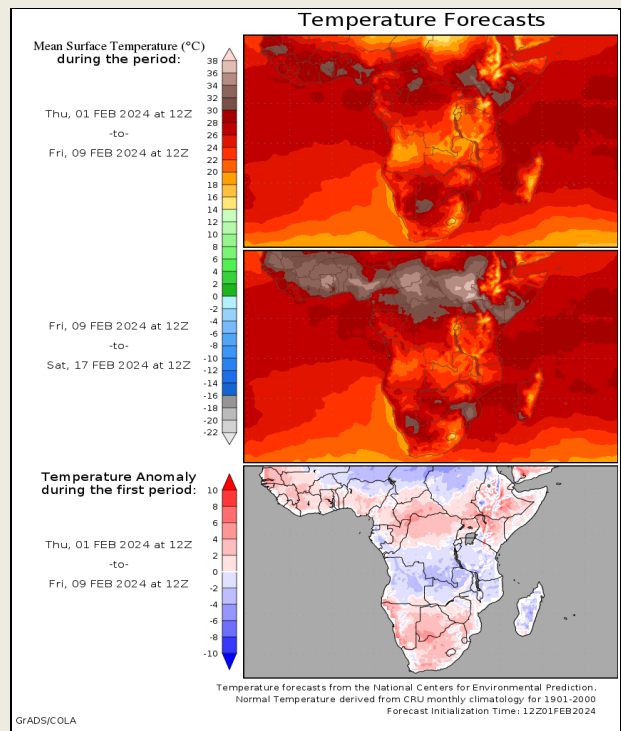 Temperature Forecasts
Mean Surface Temperature (°C)
during the period:
Thu, 01 FEB 2024 at 12Z
-to-
Fri, 09 FEB 2024 at 12Z
38
36
34
32
30
28
26
24
22
20
18
16
14
12
10
8
6
4
2
0
-2
-4
-6
-8
-10
-12
-14
-16
-18
-20
-22
Fri, 09 FEB 2024 at 12Z
-to-
Sat, 17 FEB 2024 at 12Z
Temperature Anomaly
during the first period:
Thu, 01 FEB 2024 at 12Z
-to-
Fri, 09 FEB 2024 at 12Z
10
8
6
4
2
0
-2
-4
-6
-8
-10
Temperature forecasts from the National Centers for Environmental Prediction.
Normal Temperature derived from CRU monthly climatology for 1901-2000
Forecast Initialization Time: 12Z01FEB2024
GrADS/COLA